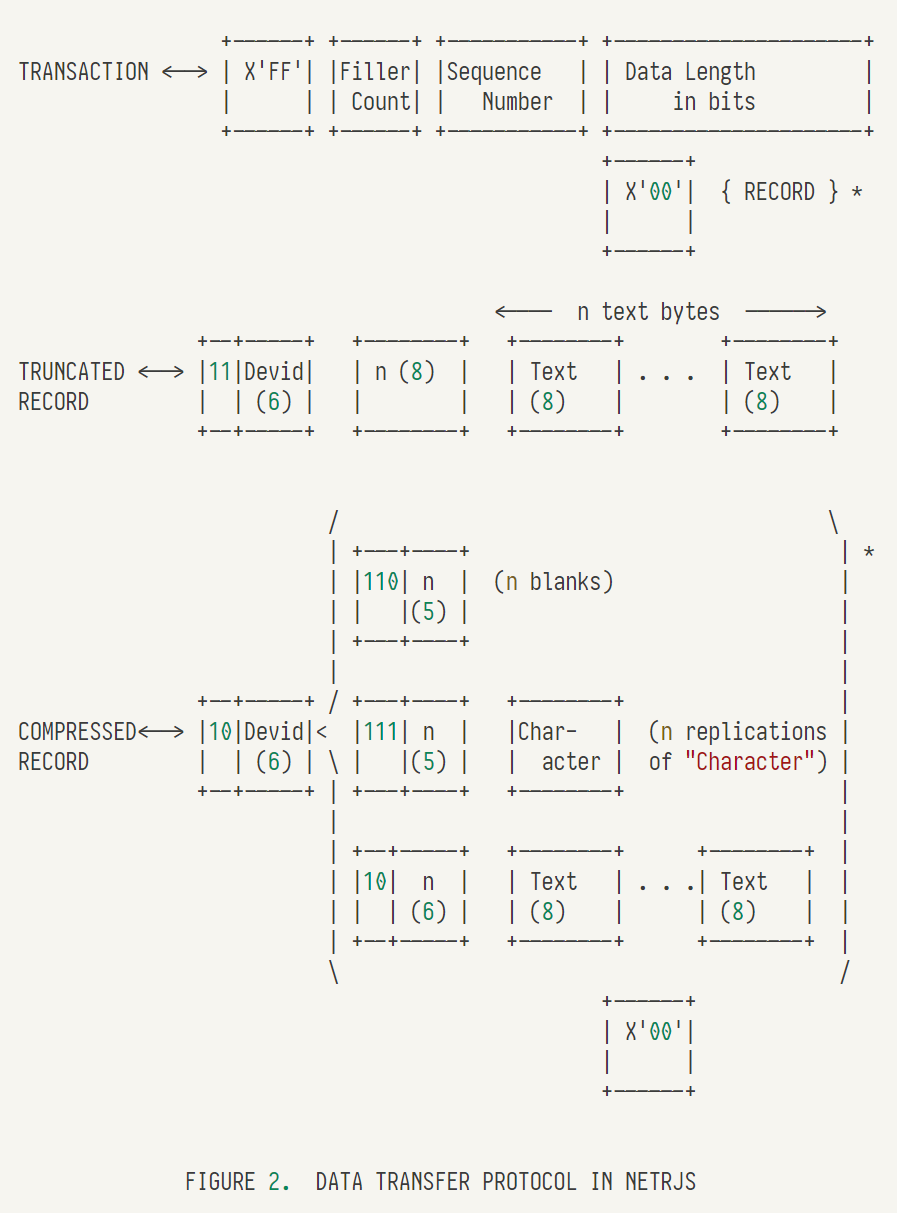 +------+ +------+ +-----------+ +---------------------+
TRANSACTION <--> | X'FF'| |Filler| |Sequence   | | Data Length         |
                 |      | | Count| |   Number  | |     in bits         |
                 +------+ +------+ +-----------+ +---------------------+
                                                 +------+
                                                 | X'00'|  { RECORD } *
                                                 |      |
                                                 +------+

                                        <----  n text bytes  ------>
               +--+-----+   +--------+   +--------+        +--------+
TRUNCATED <--> |11|Devid|   | n (8)  |   | Text   | . . .  | Text   |
RECORD         |  | (6) |   |        |   | (8)    |        | (8)    |
               +--+-----+   +--------+   +--------+        +--------+

                          /                                         \
                          | +---+----+                               | *
                          | |110| n  |  (n blanks)                   |
                          | |   |(5) |                               |
                          | +---+----+                               |
                          |                                          |
               +--+-----+ / +---+----+   +--------+                  |
COMPRESSED<--> |10|Devid|<  |111| n  |   |Char-   |  (n replications |
RECORD         |  | (6) | \ |   |(5) |   |  acter |  of "Character") |
               +--+-----+ | +---+----+   +--------+                  |
                          |                                          |
                          | +--+-----+   +--------+      +--------+  |
                          | |10|  n  |   | Text   | . . .| Text   |  |
                          | |  | (6) |   | (8)    |      | (8)    |  |
                          | +--+-----+   +--------+      +--------+  |
                          \                                          /
                                                 +------+
                                                 | X'00'|
                                                 |      |
                                                 +------+

              FIGURE 2.  DATA TRANSFER PROTOCOL IN NETRJS